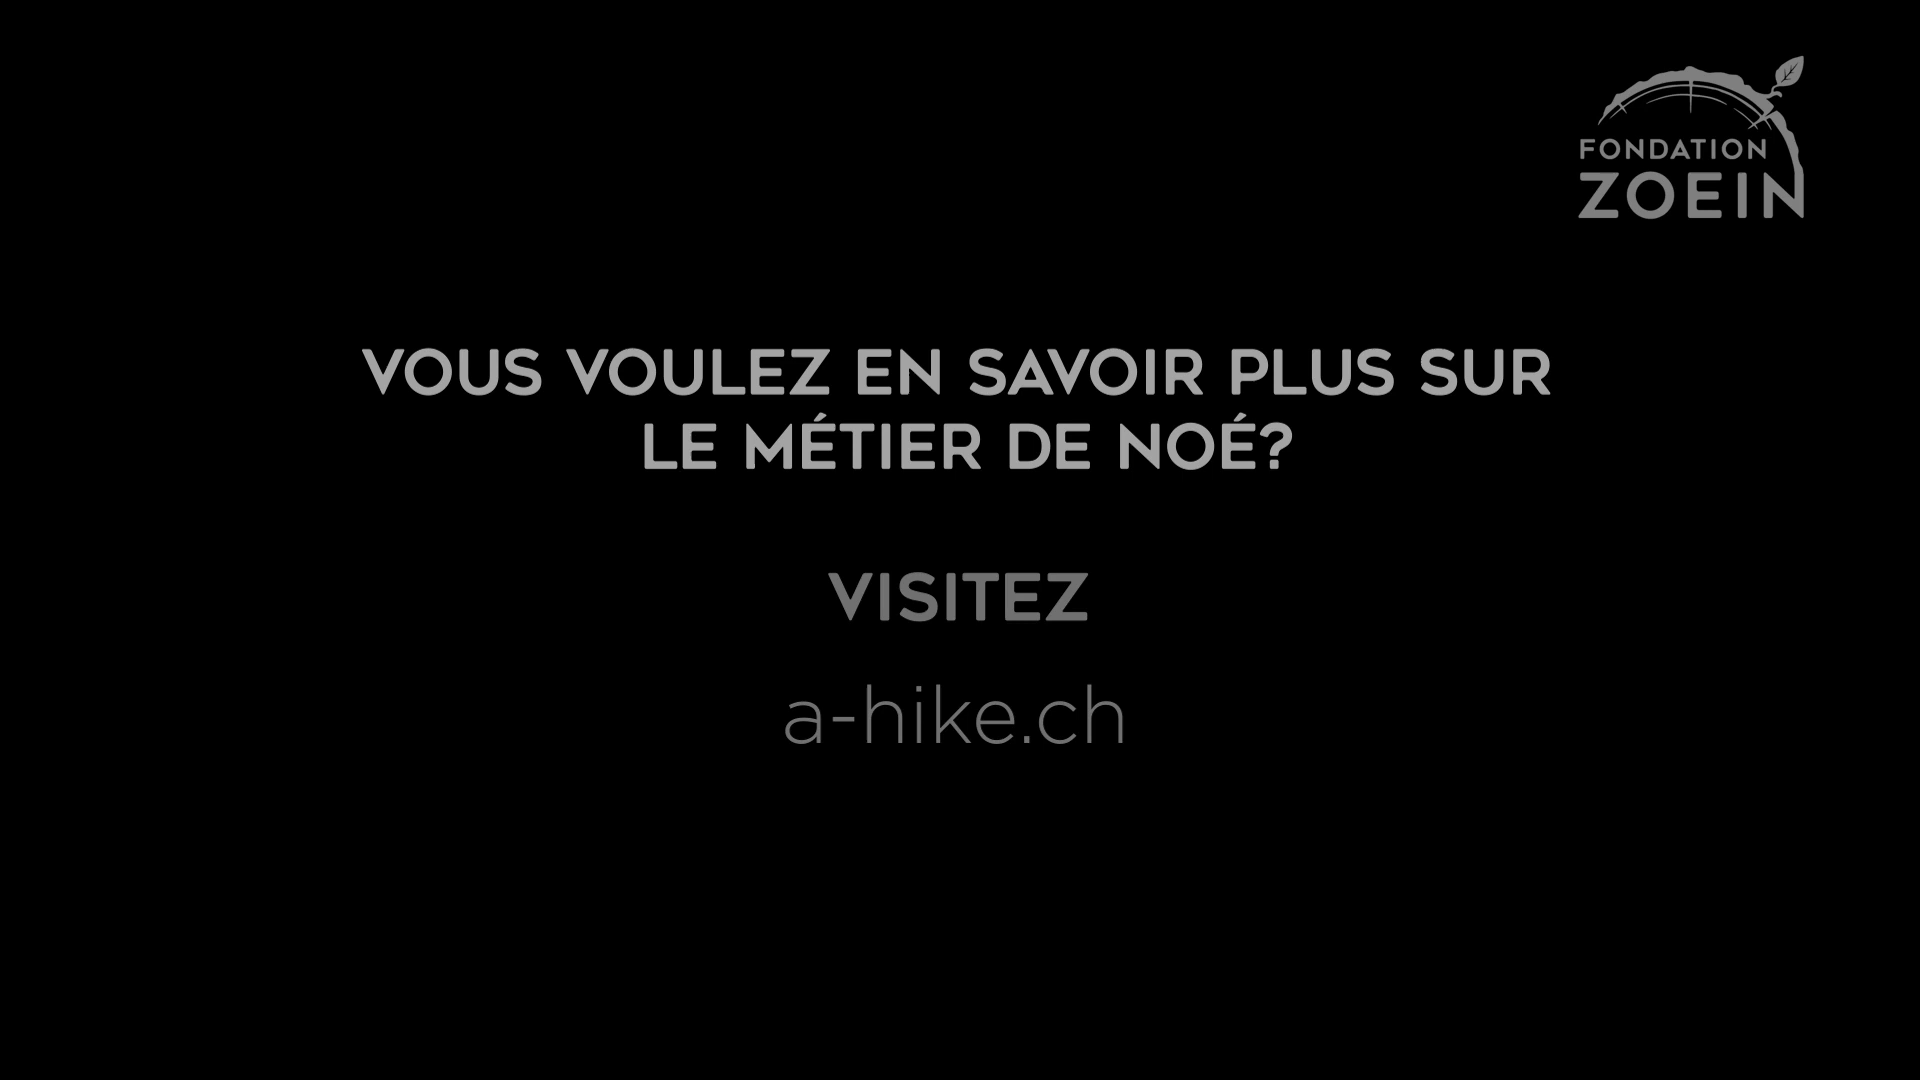 FONDATION
ZOEIN
VOUS VOULEZ EN SAVOIR PLUS SUR
LE MÉTIER DE NOÉ?
VISITEZ
a-hike.ch